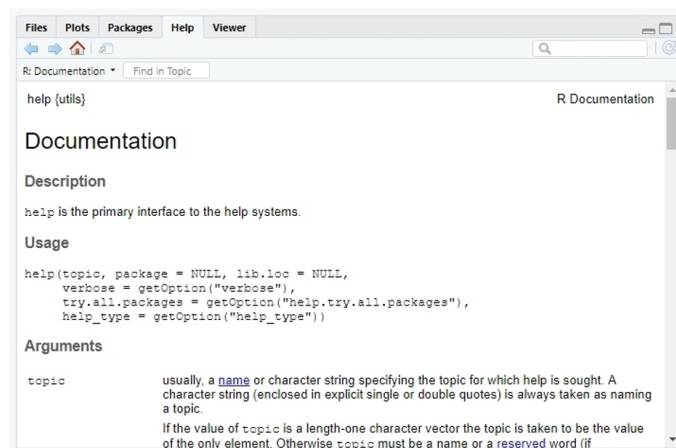 Files Plots Packages Help Viewer
R: Documentation Find in Topic
help {utils} R Documentation
Documentation
Description
help is the primary interface to the help systems.
Usage
help(topic, package = NULL, lib.loc = NULL,
verbose = getOption("verbose"),
try.all.packages = getOption("help.try.all.packages"),
help_type = getOption("help_type"))
Arguments
topic usually, a name or character string specifying the topic for which help is sought. A
character string (enclosed in explicit single or double quotes) is always taken as naming
a topic.
If the value of topic is a length-one character vector the topic is taken to be the value
of the only element. Otherwise topic must be a name or a reserved word (if